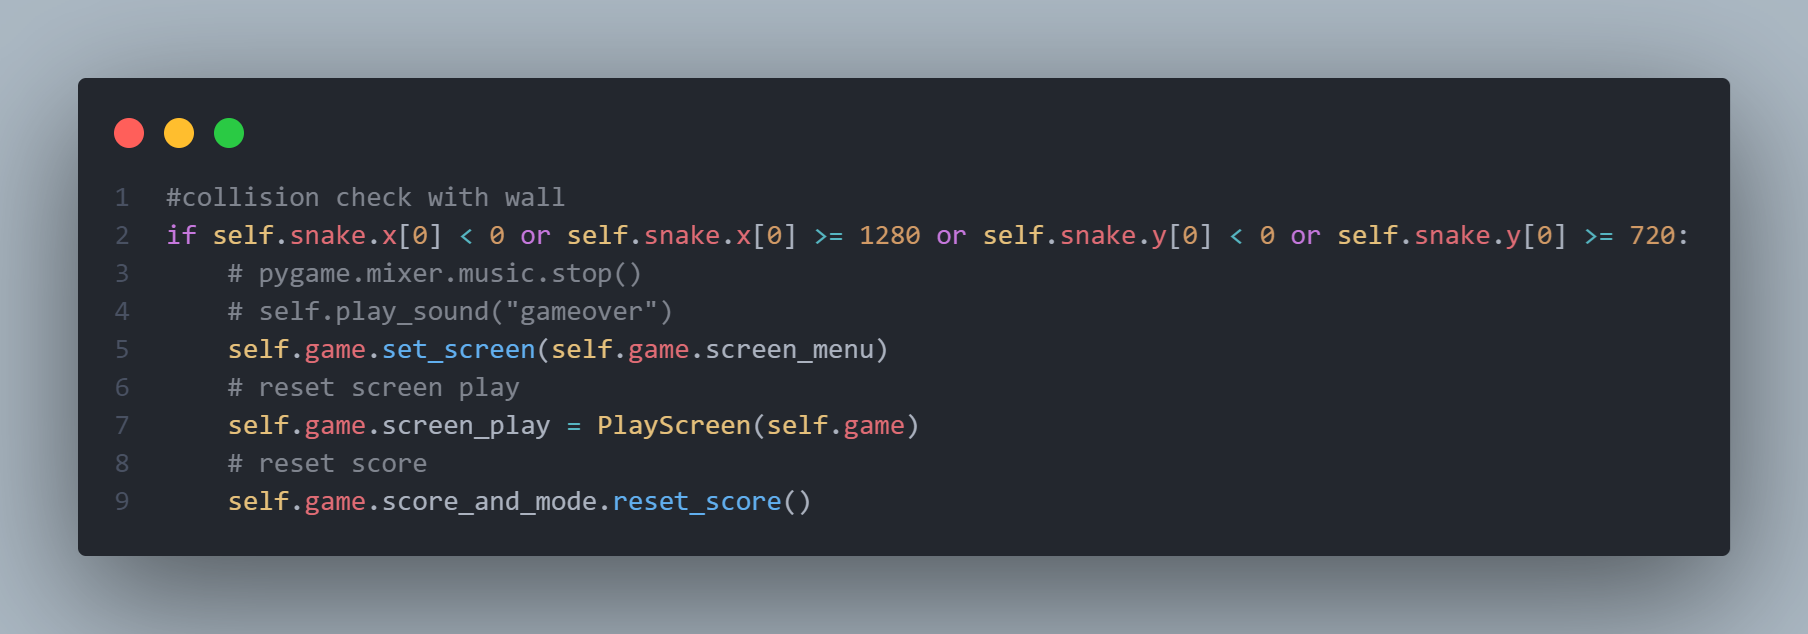 1 #collision check with wall
2 if self.snake.x[0] < 0 or self.snake.x[0] >= 1280 or self.snake.y[0] < 0 or self.snake.y[0] >= 720:
3     # pygame.mixer.music.stop()
4     # self.play_sound("gameover")
5     self.game.set_screen(self.game.screen_menu)
6     # reset screen play
7     self.game.screen_play = PlayScreen(self.game)
8     # reset score
9     self.game.score_and_mode.reset_score()